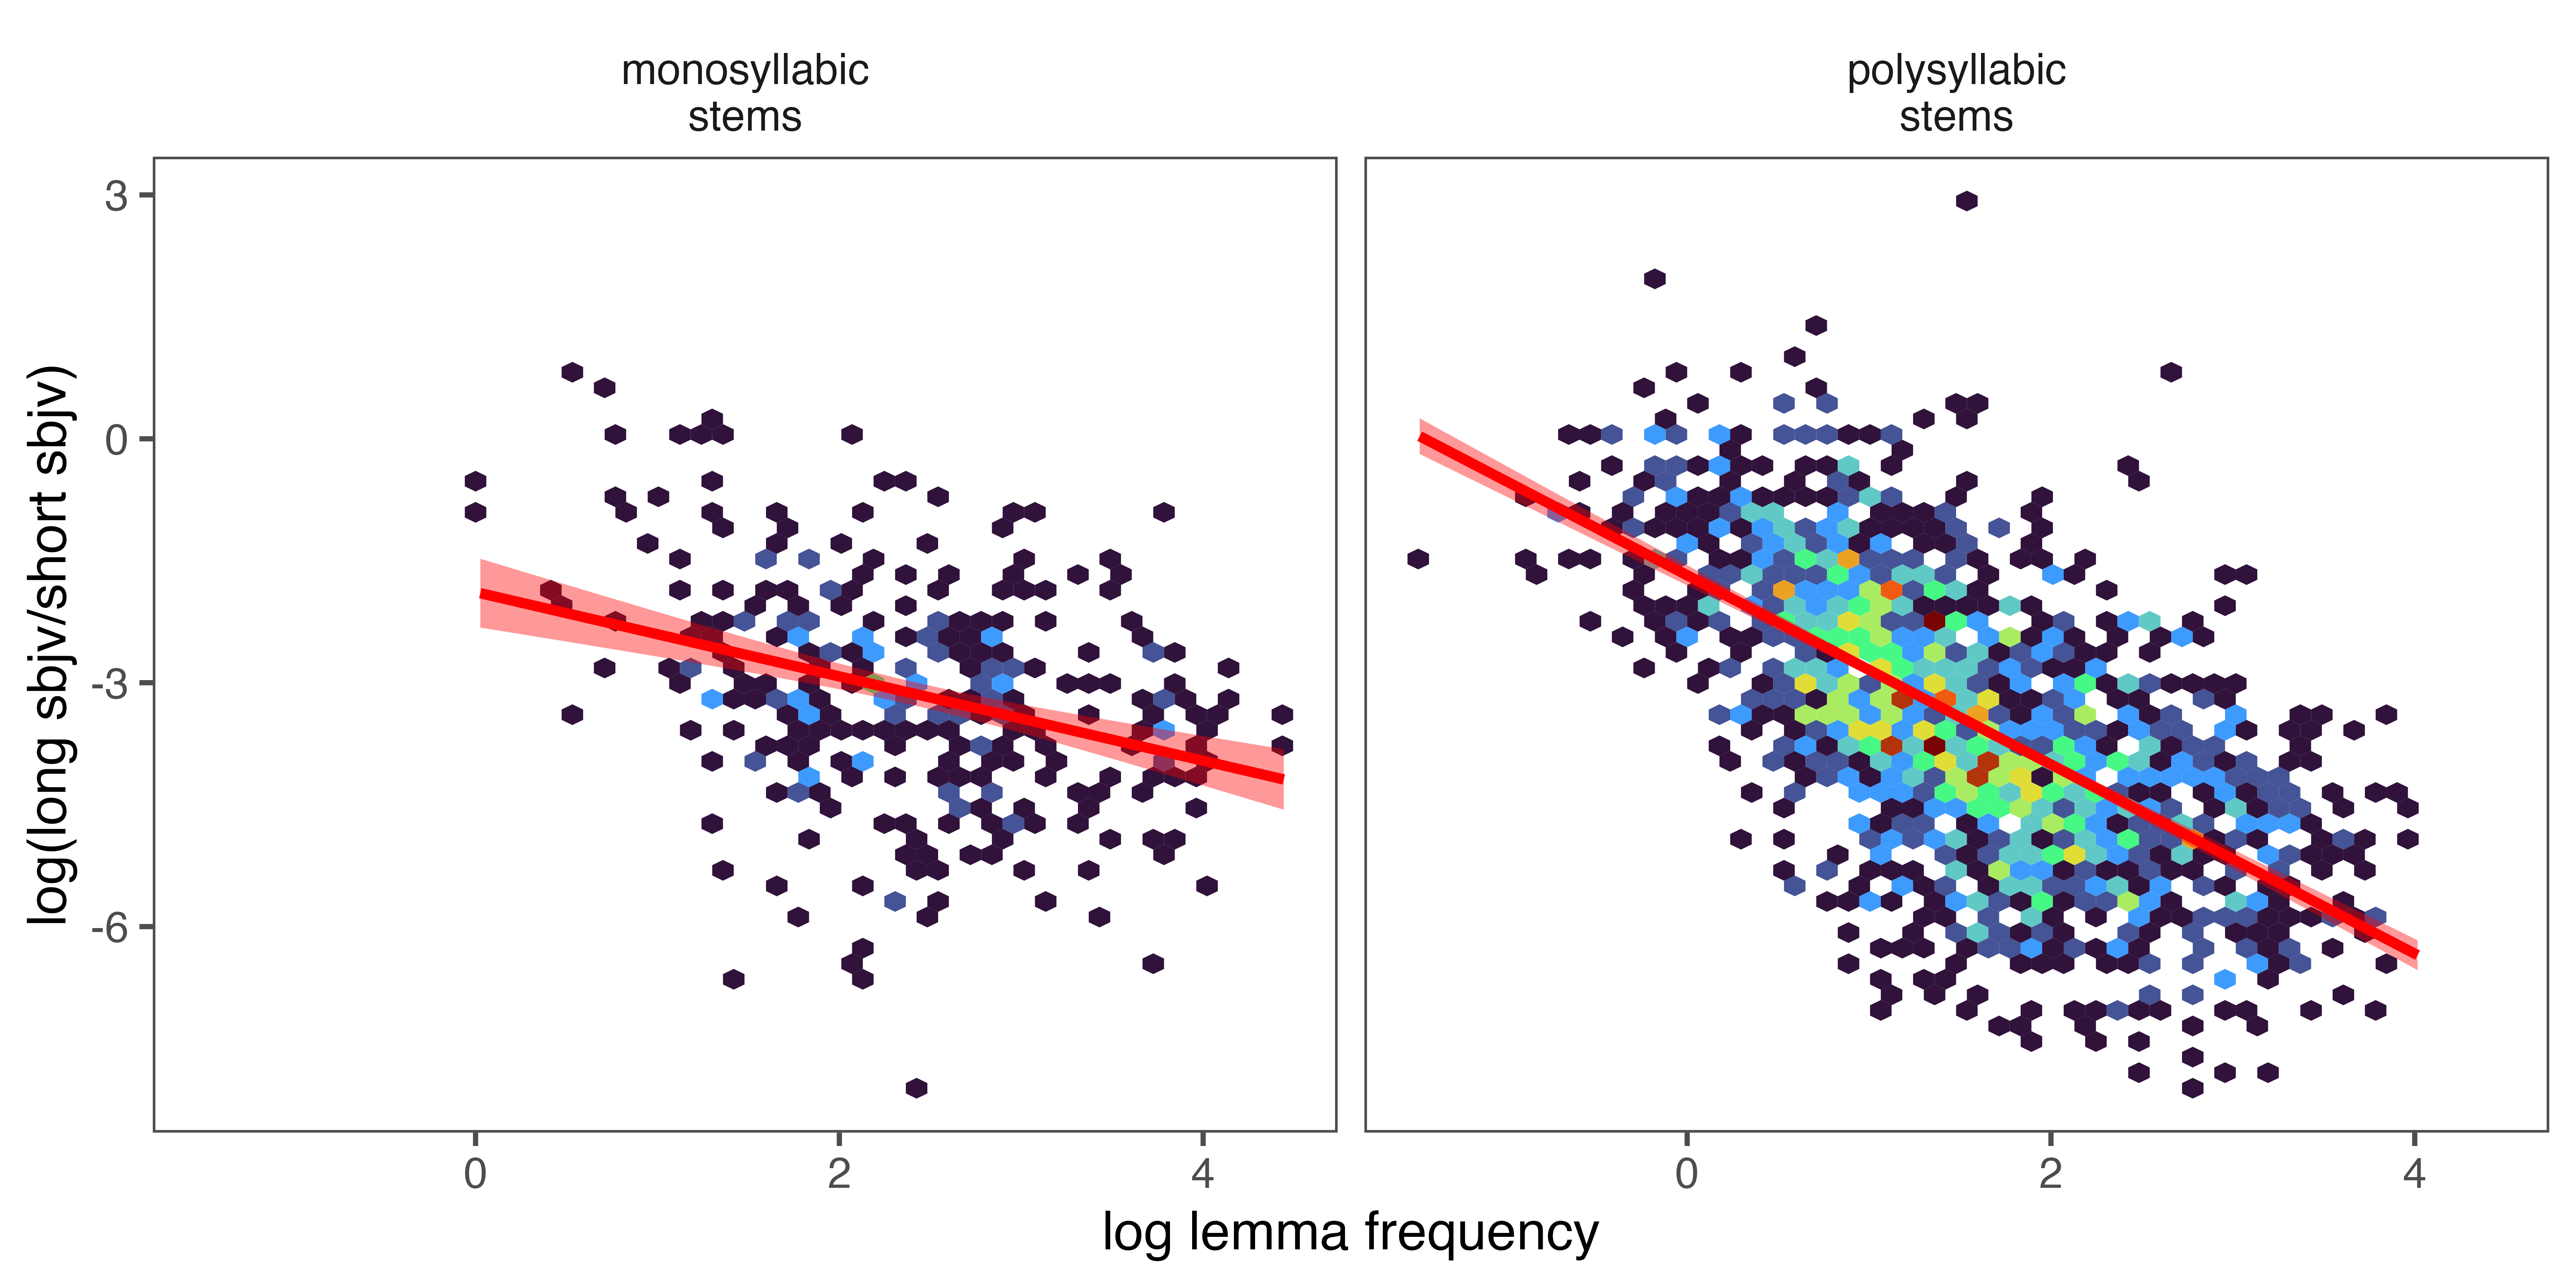 monosyllabic
stems
polysyllabic
stems
log(long sbjv/short sbjv)
3
0
-3
-6
0
2
4
0
2
4
log lemma frequency